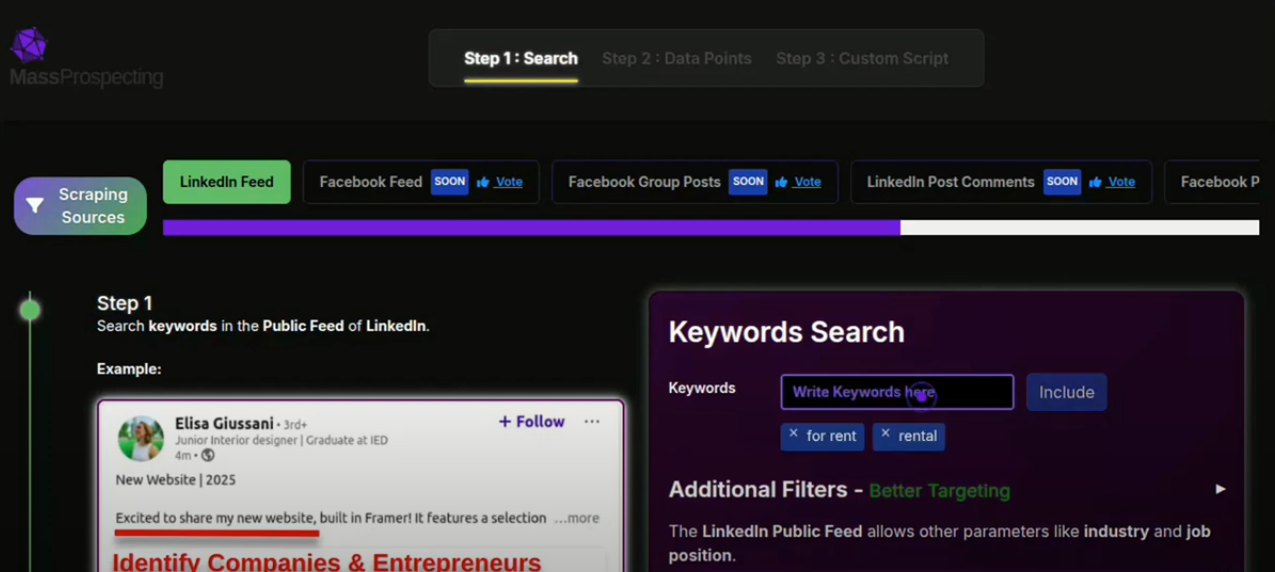 MassProspecting
Step 1 : Search Step 2 : Data Points Step 3 : Custom Script
Scraping
Sources
LinkedIn Feed
Facebook Feed SOON Vote
Facebook Group Posts SOON Vote
LinkedIn Post Comments SOON Vote
Facebook P
Step 1
Search keywords in the Public Feed of LinkedIn.
Example:
Elisa Giussani • 3rd+
+ Follow ...
Junior Interior designer | Graduate at IED
4m •
New Website | 2025
Excited to share my new website, built in Framer! It features a selection ...more
Identify Companies & Entrepreneurs
Keywords Search
Keywords Write Keywords here Include
× for rent × rental
Additional Filters - Better Targeting
The LinkedIn Public Feed allows other parameters like industry and job
position.